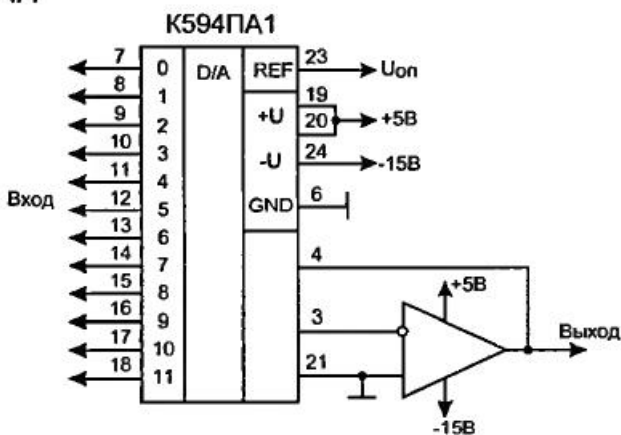 К594ПА1
7 0 D/A REF 23 Uоп
8 1 19
9 2 +U 20 +5В
10 3 -U 24 -15В
11 4
Вход 12 5 GND 6
13 6
14 7 4
15 8 +5В
16 9 3 Выход
17 10
18 11 21
-15В